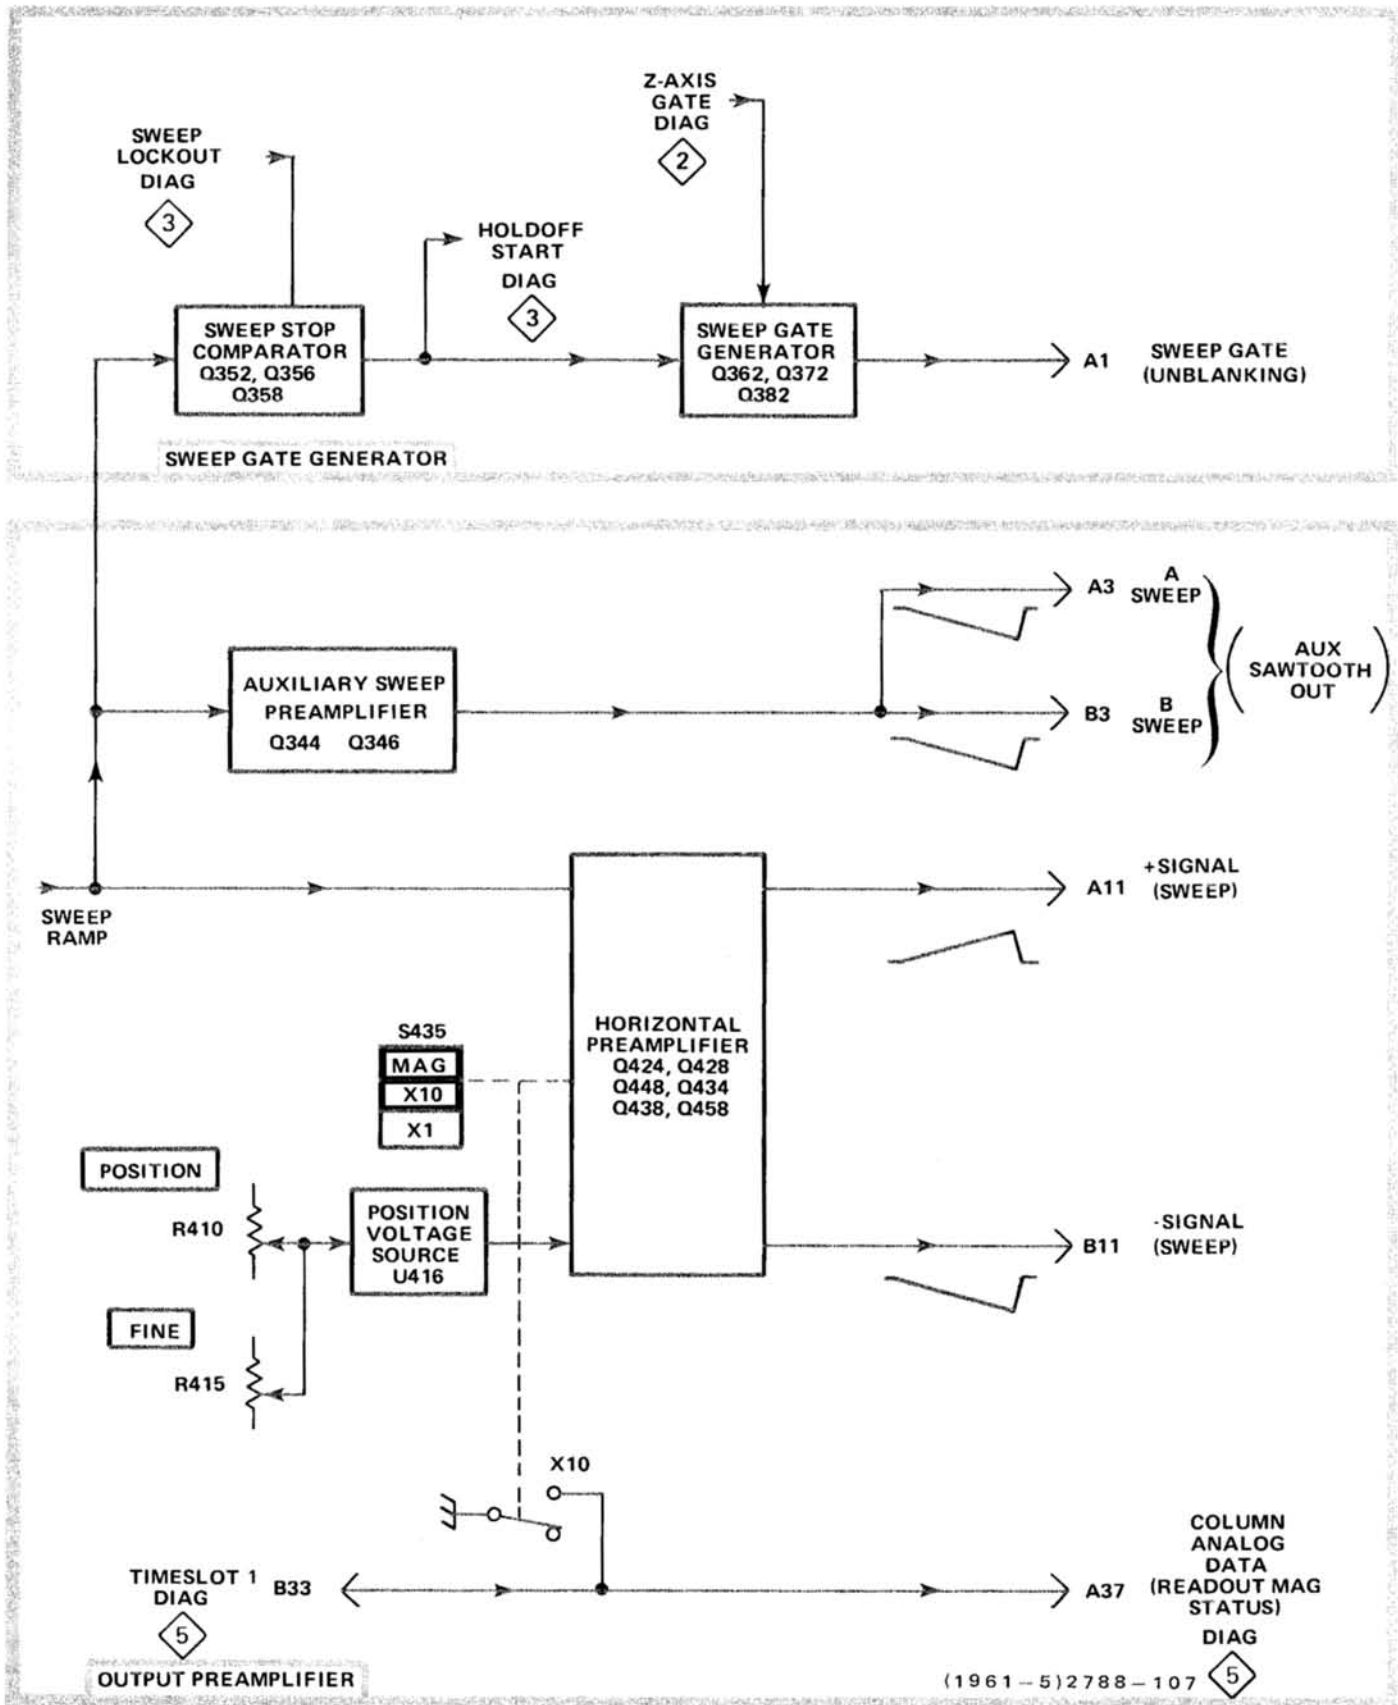 Z-AXIS
GATE
DIAG
2
SWEEP
LOCKOUT
DIAG
3
HOLDOFF
START
DIAG
3
SWEEP STOP
COMPARATOR
Q352, Q356
Q358
SWEEP GATE
GENERATOR
Q362, Q372
Q382
A1
SWEEP GATE
(UNBLANKING)
SWEEP GATE GENERATOR
A3
A
SWEEP
AUXILIARY SWEEP
PREAMPLIFIER
Q344 Q346
B3
B
SWEEP
(AUX
SAWTOOTH
OUT)
SWEEP
RAMP
A11
+SIGNAL
(SWEEP)
S435
MAG
X10
X1
HORIZONTAL
PREAMPLIFIER
Q424, Q428
Q448, Q434
Q438, Q458
POSITION
R410
POSITION
VOLTAGE
SOURCE
U416
B11
-SIGNAL
(SWEEP)
FINE
R415
X10
TIMESLOT 1
DIAG
5
B33
A37
COLUMN
ANALOG
DATA
(READOUT MAG
STATUS)
DIAG
5
OUTPUT PREAMPLIFIER
(1961-5)2788-107